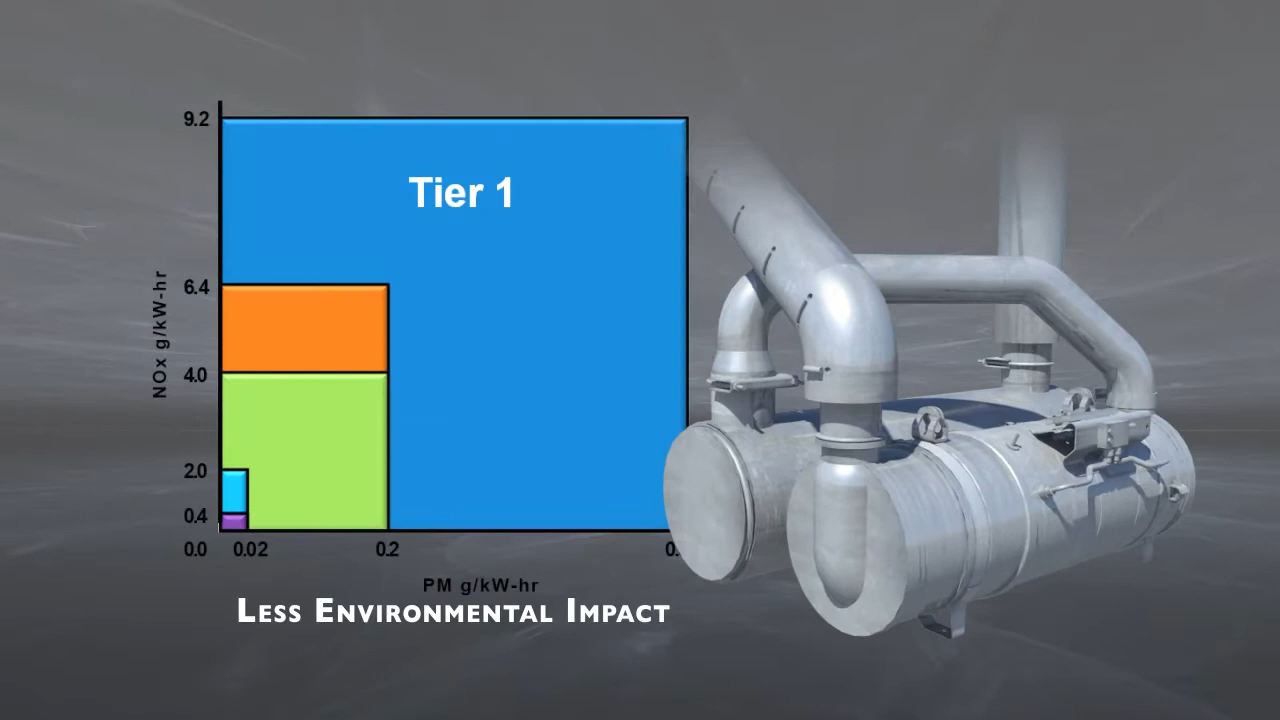 9.2
Tier 1
6.4
NOx g/kW-hr
4.0
2.0
0.4
0.0 0.02 0.2
PM g/kW-hr
Less Environmental Impact